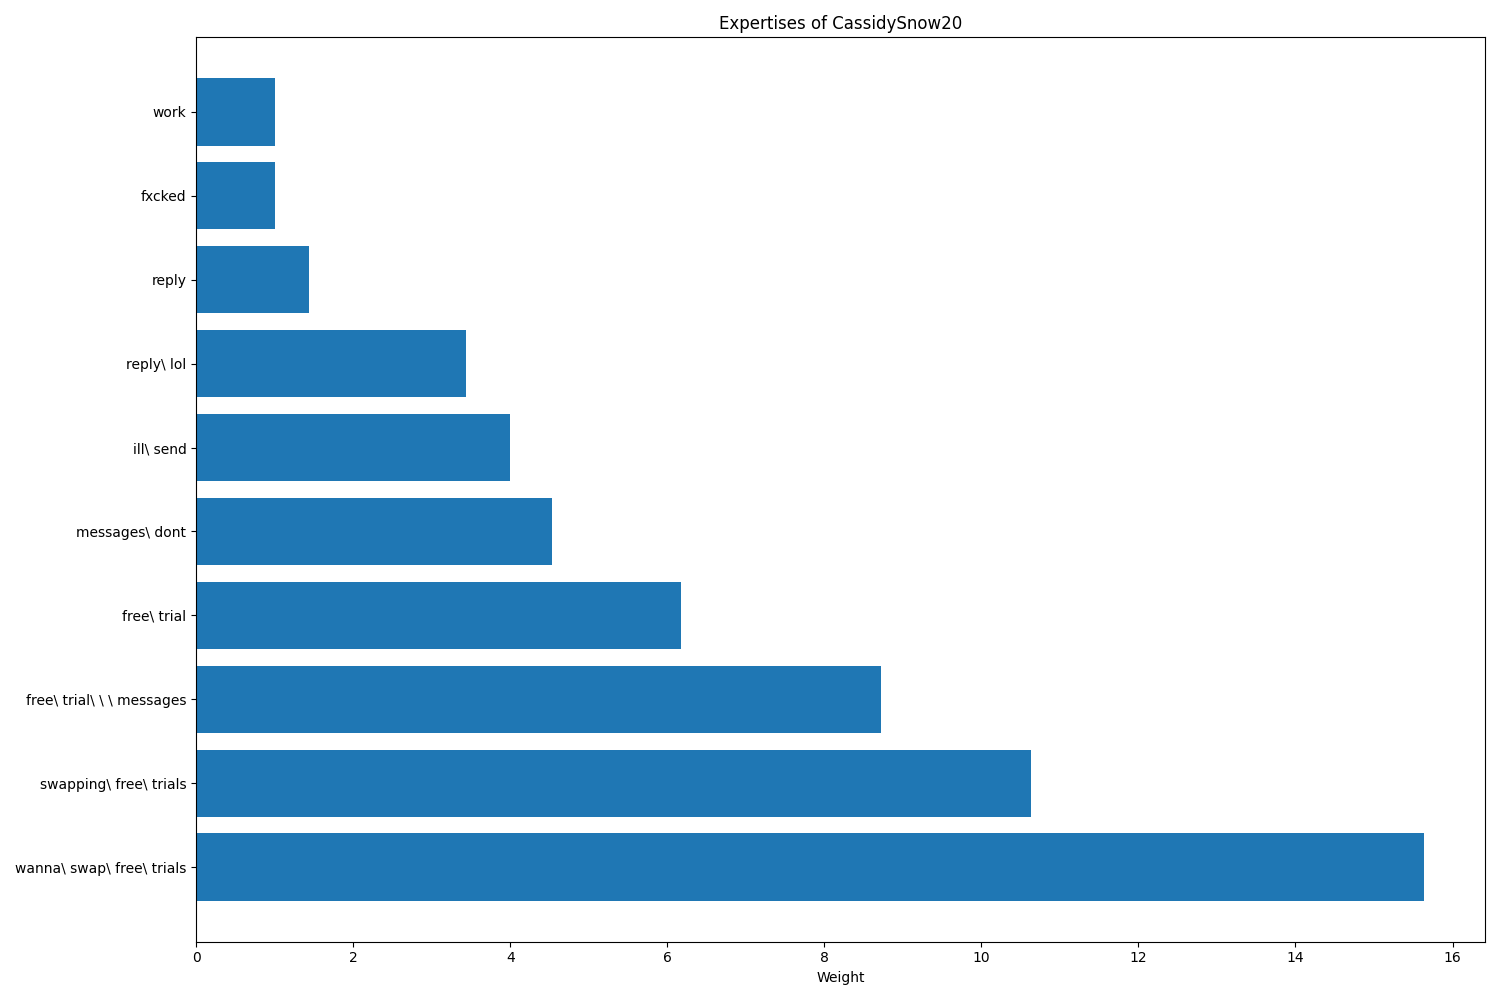 Expertises of CassidySnow20
work
fxcked
reply
reply\ lol
ill\ send
messages\ dont
free\ trial
free\ trial\ \ \ messages
swapping\ free\ trials
wanna\ swap\ free\ trials
0 2 4 6 8 10 12 14 16
Weight